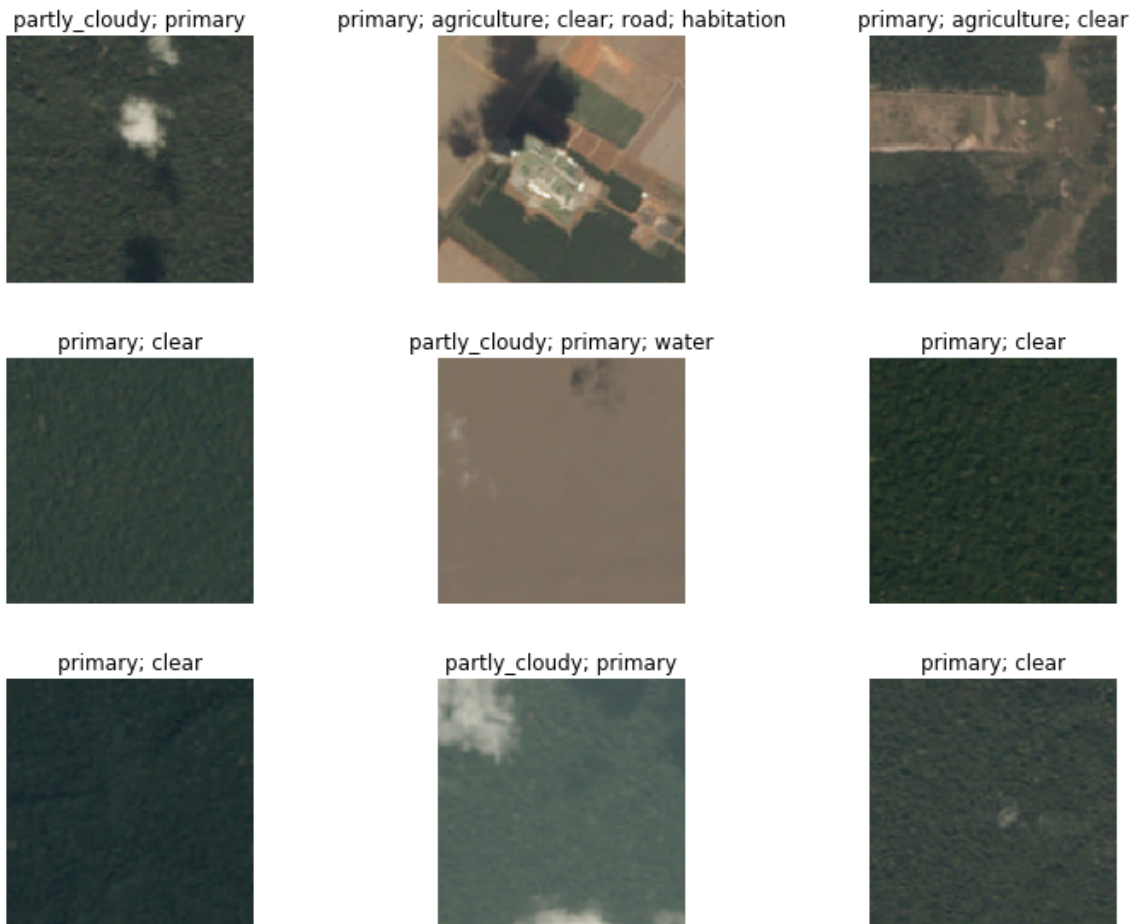 partly_cloudy; primary
primary; agriculture; clear; road; habitation
primary; agriculture; clear
primary; clear
partly_cloudy; primary; water
primary; clear
primary; clear
partly_cloudy; primary
primary; clear